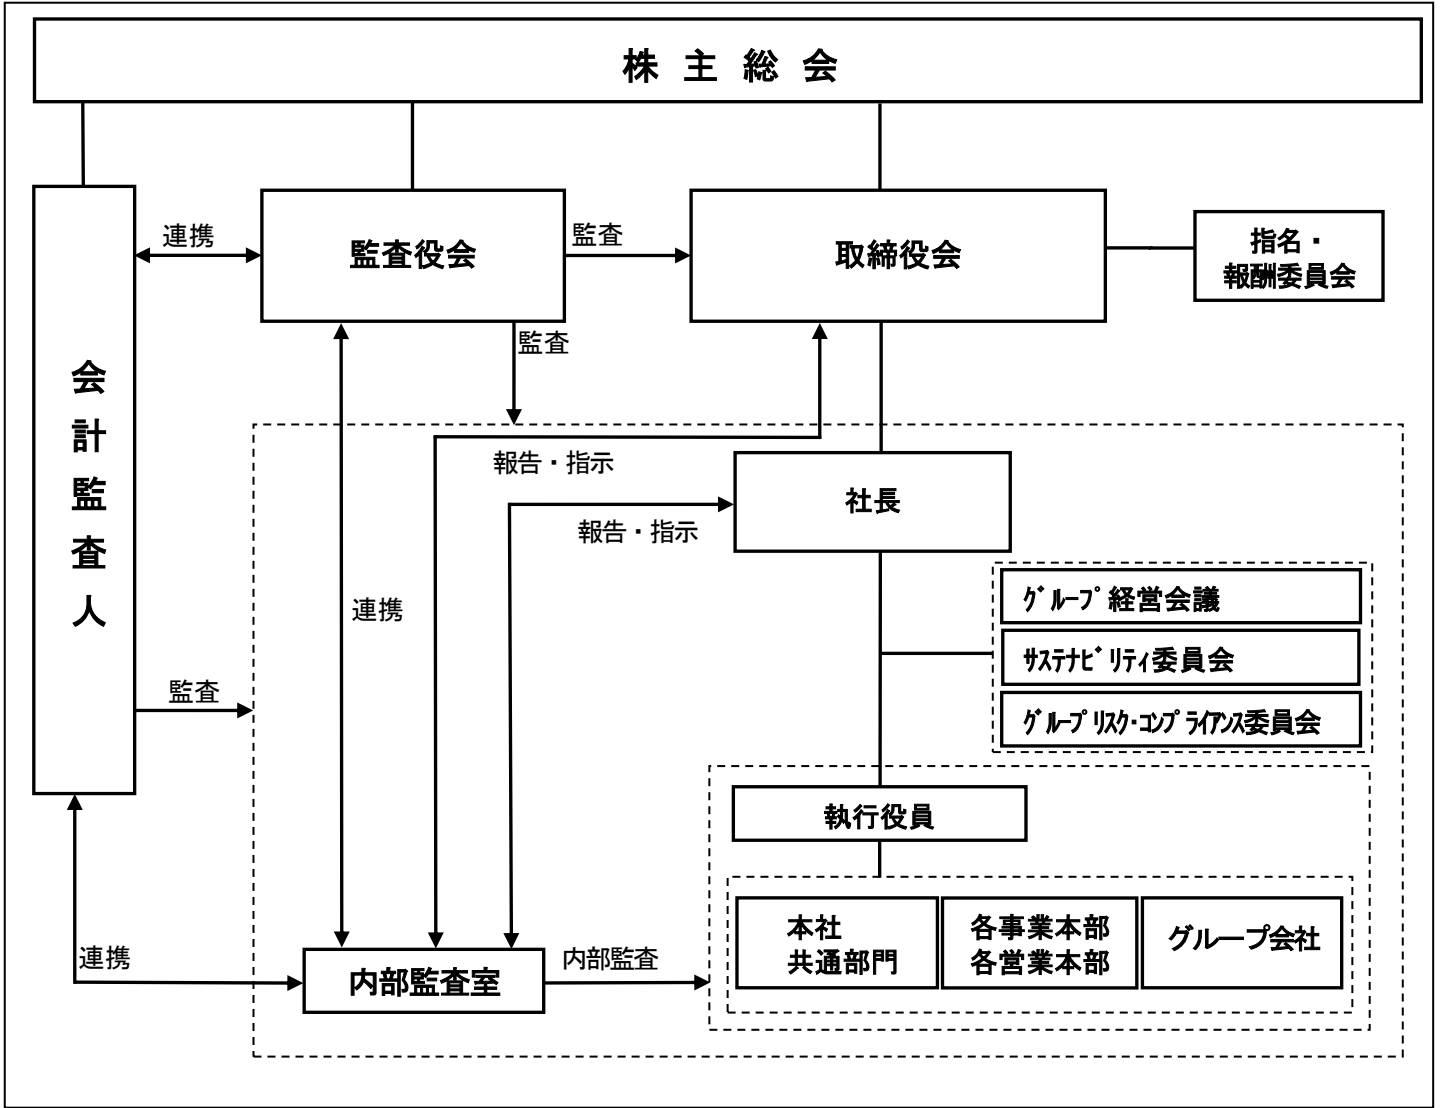 株主総会
連携
監査役会
監査
取締役会
指名・
報酬委員会
監査
会計監査人
報告・指示
社長
報告・指示
連携
ｸﾞﾙｰﾌﾟ経営会議
ｻｽﾃﾅﾋﾞﾘﾃｨ委員会
ｸﾞﾙｰﾌﾟﾘｽｸ･ｺﾝﾌﾟﾗｲｱﾝｽ委員会
監査
執行役員
本社
共通部門
各事業本部
各営業本部
グループ会社
連携
内部監査室
内部監査